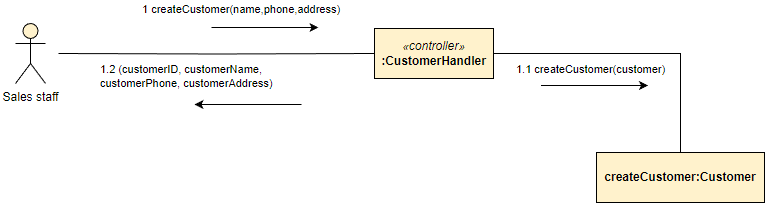 1 createCustomer(name,phone,address)
«controller»
:CustomerHandler
1.2 (customerID, customerName,
customerPhone, customerAddress)
1.1 createCustomer(customer)
Sales staff
createCustomer:Customer